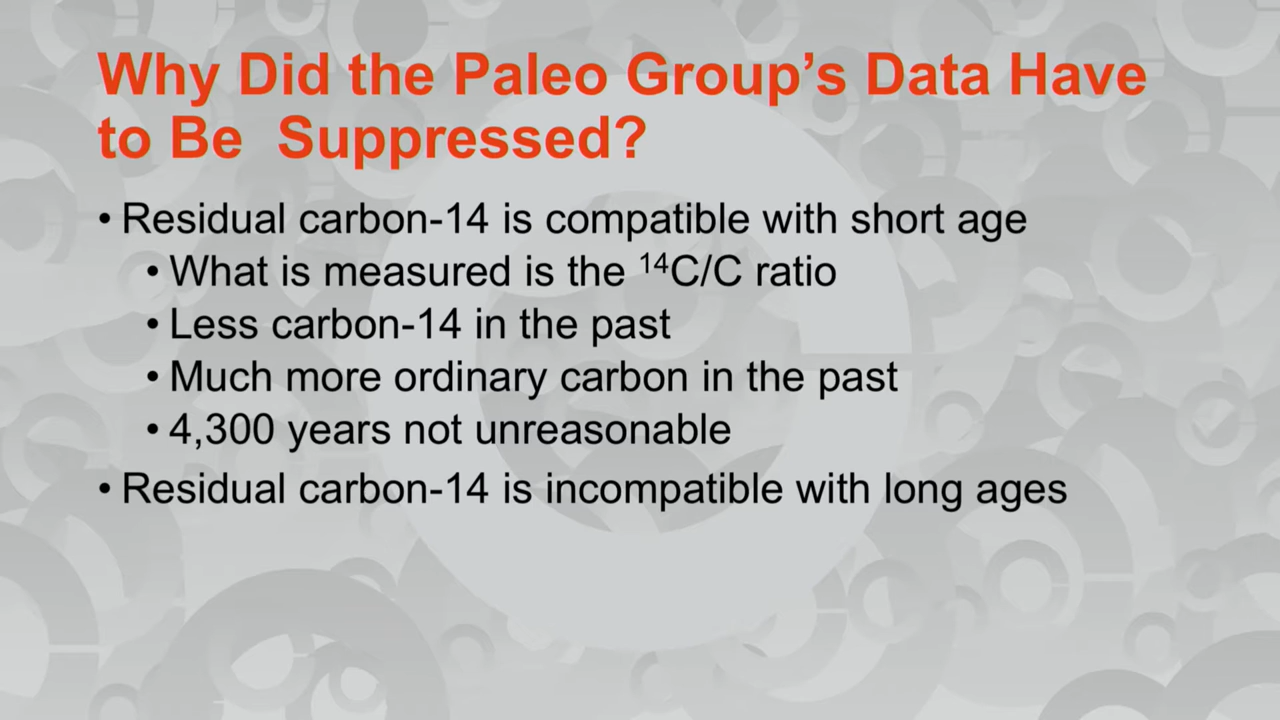 Why Did the Paleo Group’s Data Have
to Be  Suppressed?
• Residual carbon-14 is compatible with short age
• What is measured is the ¹⁴C/C ratio
• Less carbon-14 in the past
• Much more ordinary carbon in the past
• 4,300 years not unreasonable
• Residual carbon-14 is incompatible with long ages